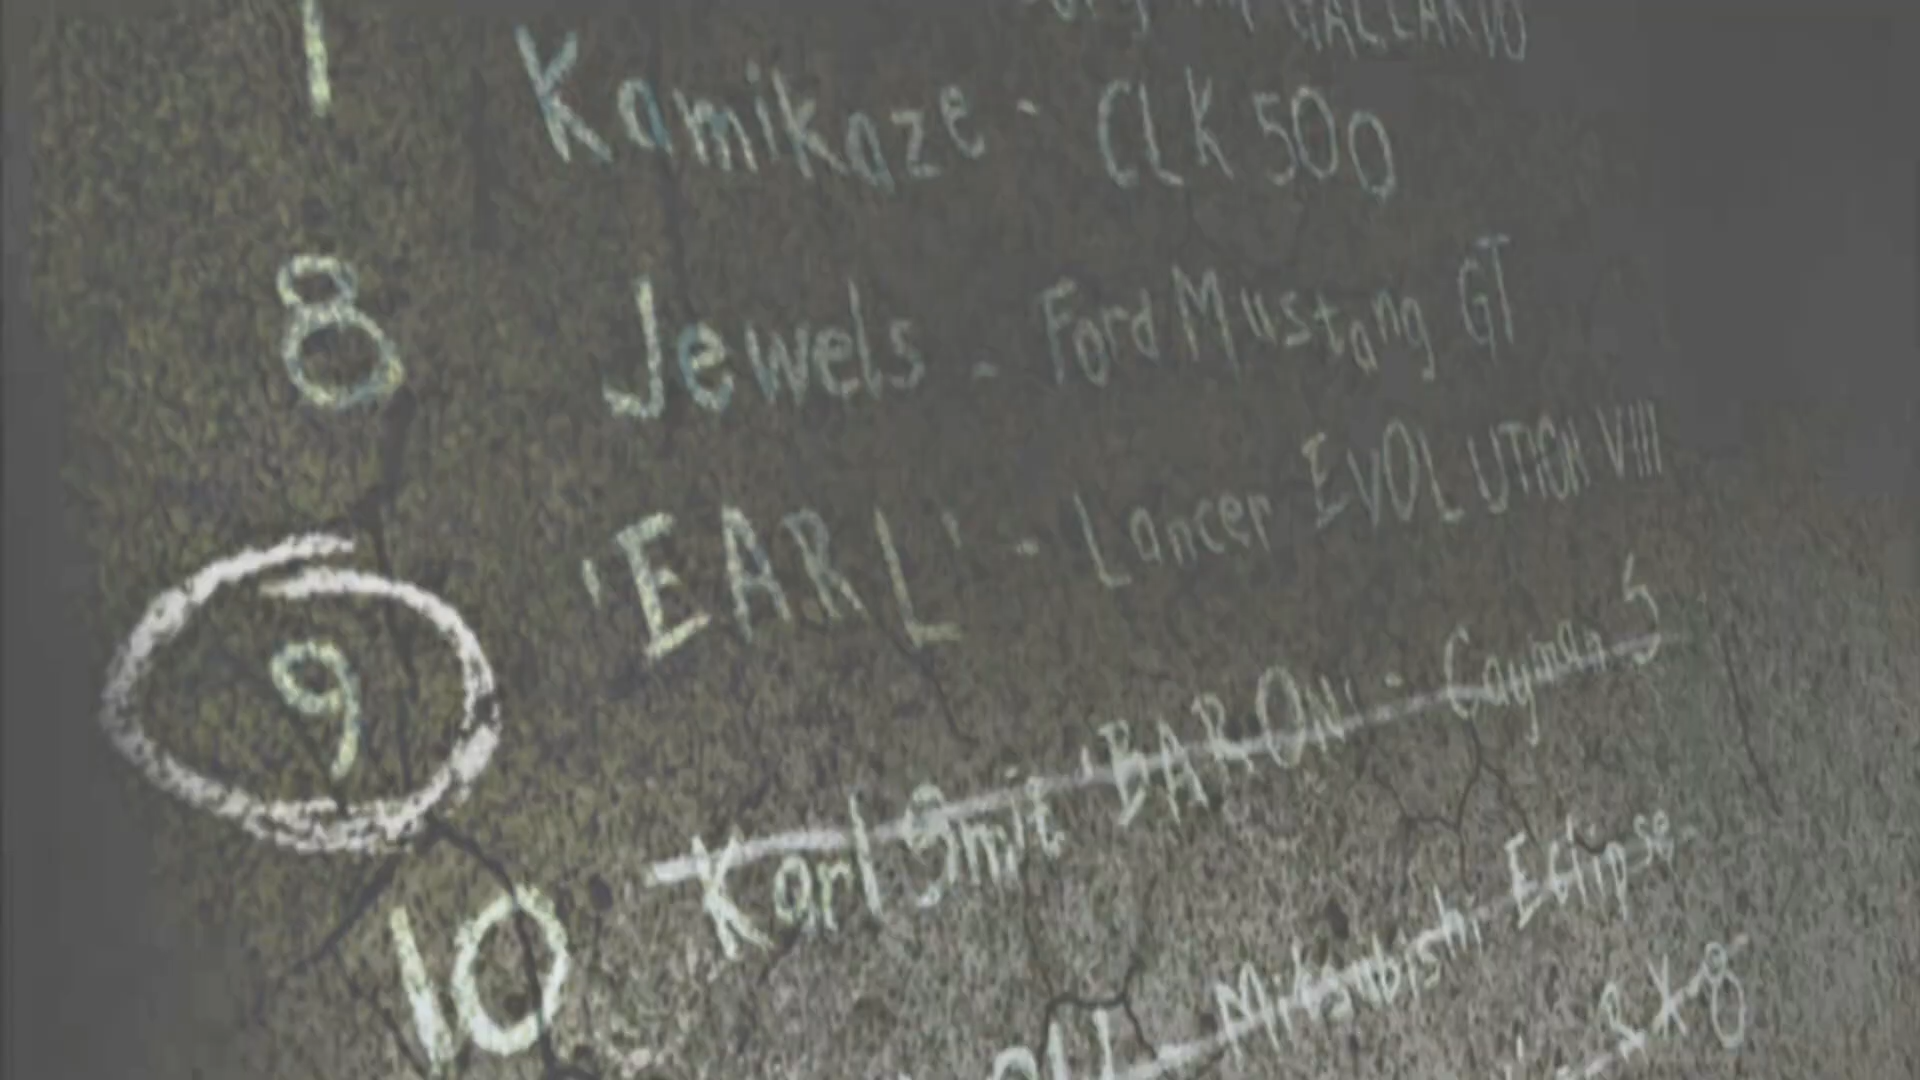 GALLARDO
Kamikaze - CLK 500
8 Jewels - Ford Mustang GT
9 'EARL' - Lancer EVOLUTION VIII
10 Karl Smit 'BARON' - Cayman S
Mitsubishi Eclipse
RX8